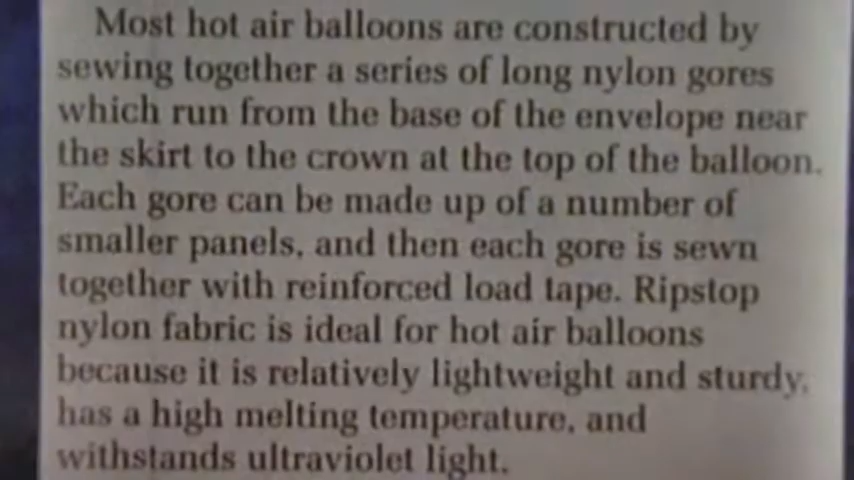 Most hot air balloons are constructed by
sewing together a series of long nylon gores
which run from the base of the envelope near
the skirt to the crown at the top of the balloon.
Each gore can be made up of a number of
smaller panels, and then each gore is sewn
together with reinforced load tape. Ripstop
nylon fabric is ideal for hot air balloons
because it is relatively lightweight and sturdy,
has a high melting temperature, and
withstands ultraviolet light.